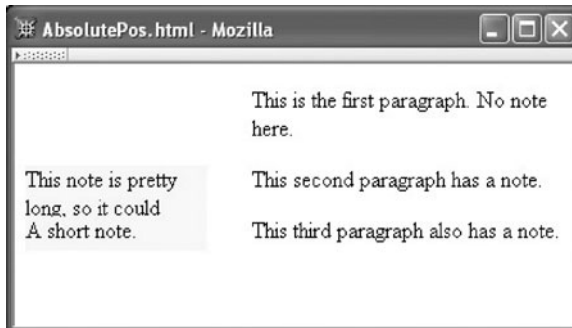 AbsolutePos.html - Mozilla
This is the first paragraph. No note
here.
This note is pretty
long, so it could
A short note.
This second paragraph has a note.
This third paragraph also has a note.